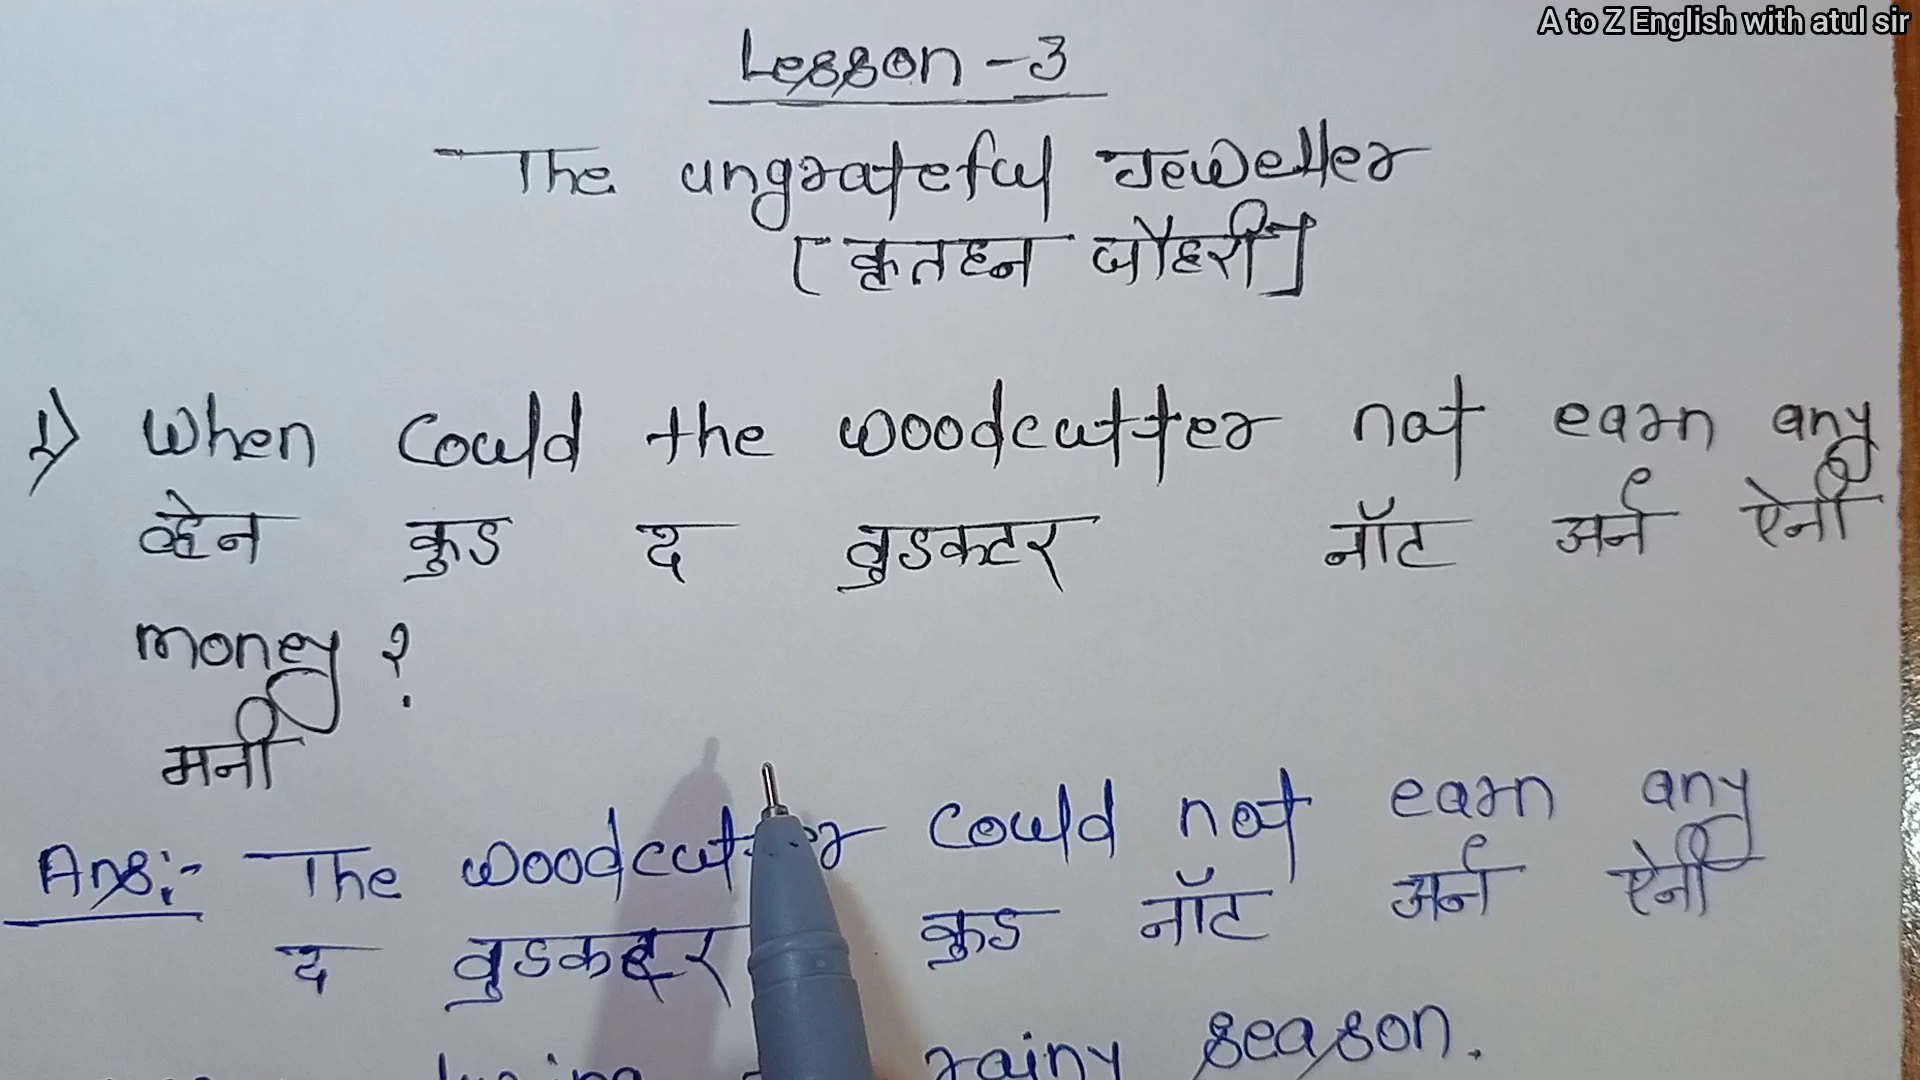 A to Z English with atul sir
Lesson - 3
The ungrateful Jeweller
[कृतघ्न जौहरी]
1) When could the woodcutter not earn any
व्हेन कुड द वुडकटर नॉट अर्न ऐनी
money ?
मनी
Ans:- The woodcutter could not earn any
द वुडकटर कुड नॉट अर्न ऐनी
rainy season.